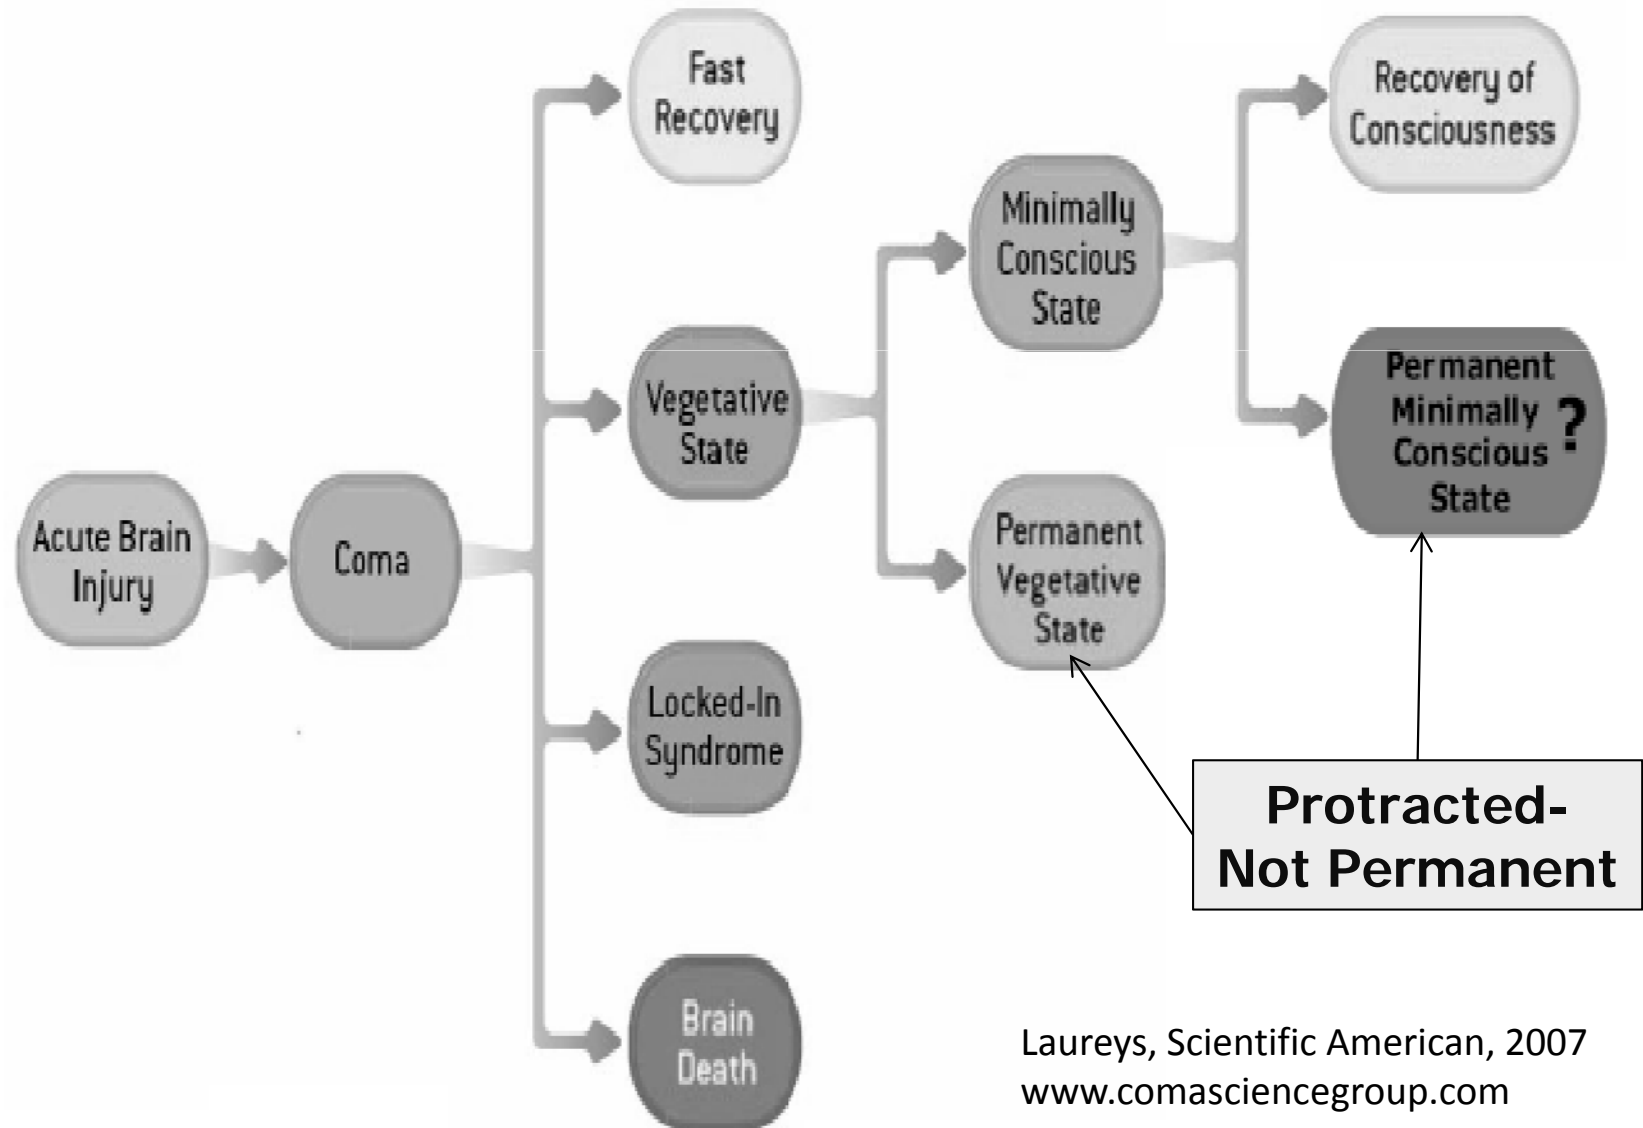 Fast
Recovery
Recovery of
Consciousness
Minimally
Conscious
State
Vegetative
State
Permanent
Minimally
Conscious ?
State
Acute Brain
Injury
Coma
Permanent
Vegetative
State
Locked-In
Syndrome
Protracted-
Not Permanent
Brain
Death
Laureys, Scientific American, 2007
www.comasciencegroup.com